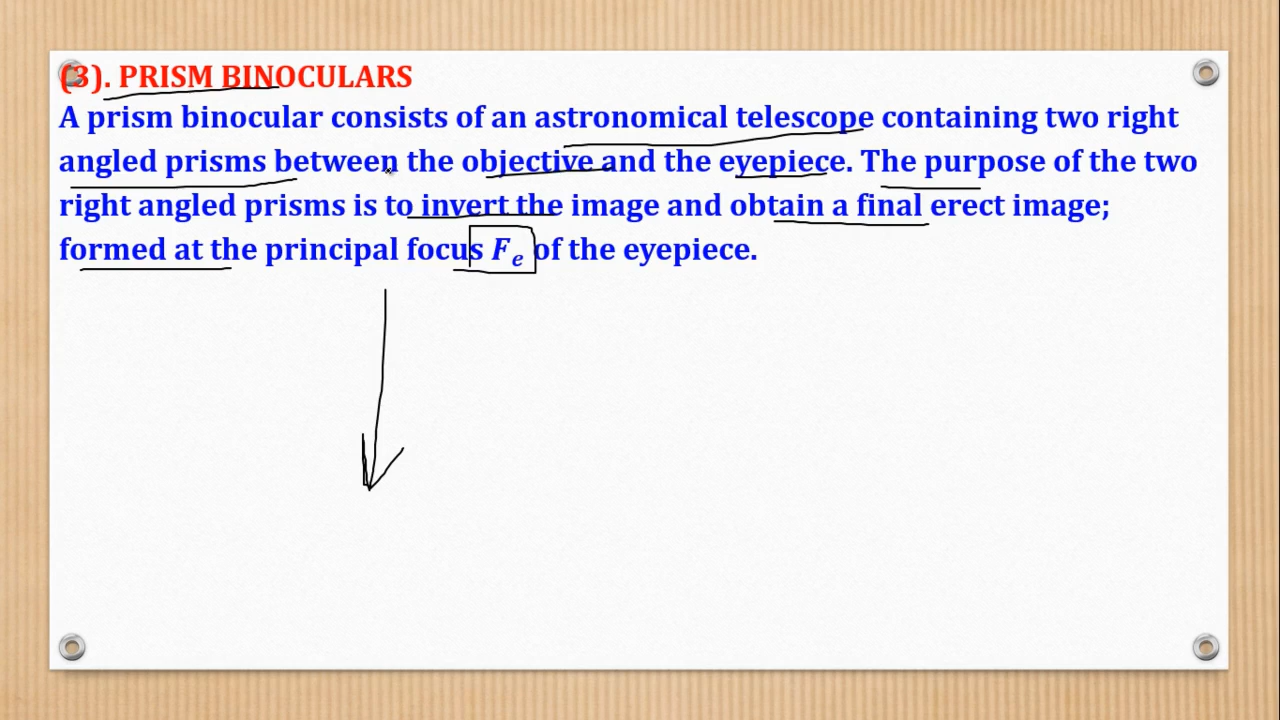 (3). PRISM BINOCULARS
A prism binocular consists of an astronomical telescope containing two right
angled prisms between the objective and the eyepiece. The purpose of the two
right angled prisms is to invert the image and obtain a final erect image;
formed at the principal focus Fₑ of the eyepiece.